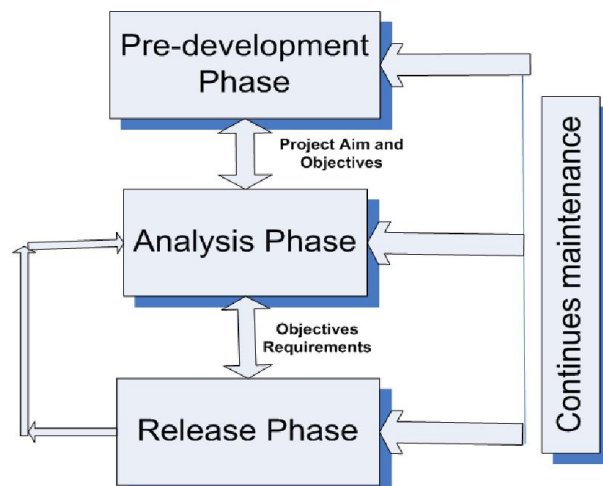 Pre-development
Phase
Project Aim and
Objectives
Analysis Phase
Objectives
Requirements
Release Phase
Continues maintenance